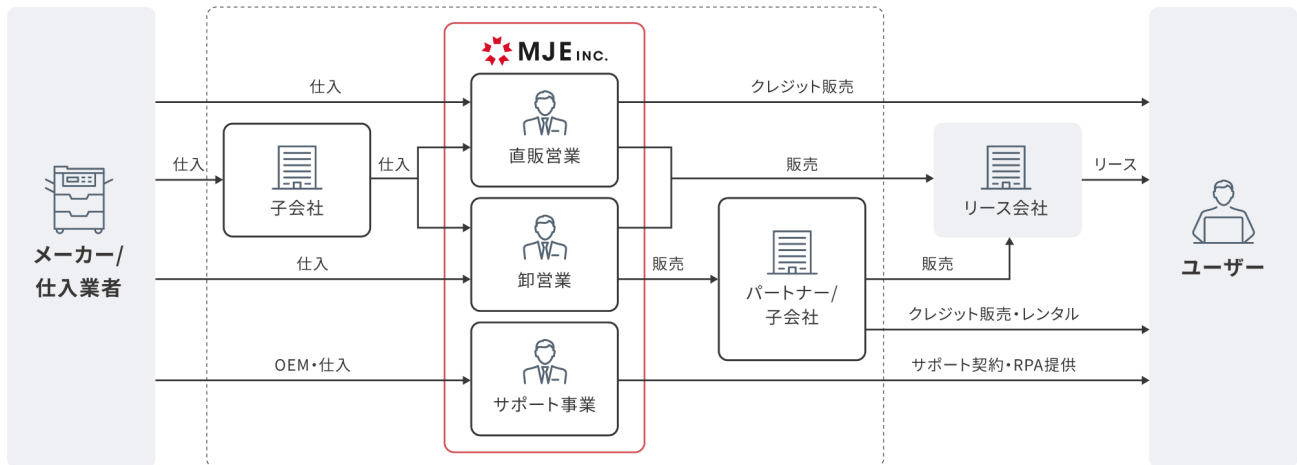 MJE INC.
仕入
クレジット販売
直販営業
仕入
子会社
仕入
販売
リース会社
リース
メーカー/
仕入業者
仕入
卸営業
販売
パートナー/
子会社
販売
ユーザー
クレジット販売・レンタル
OEM・仕入
サポート事業
サポート契約・RPA提供